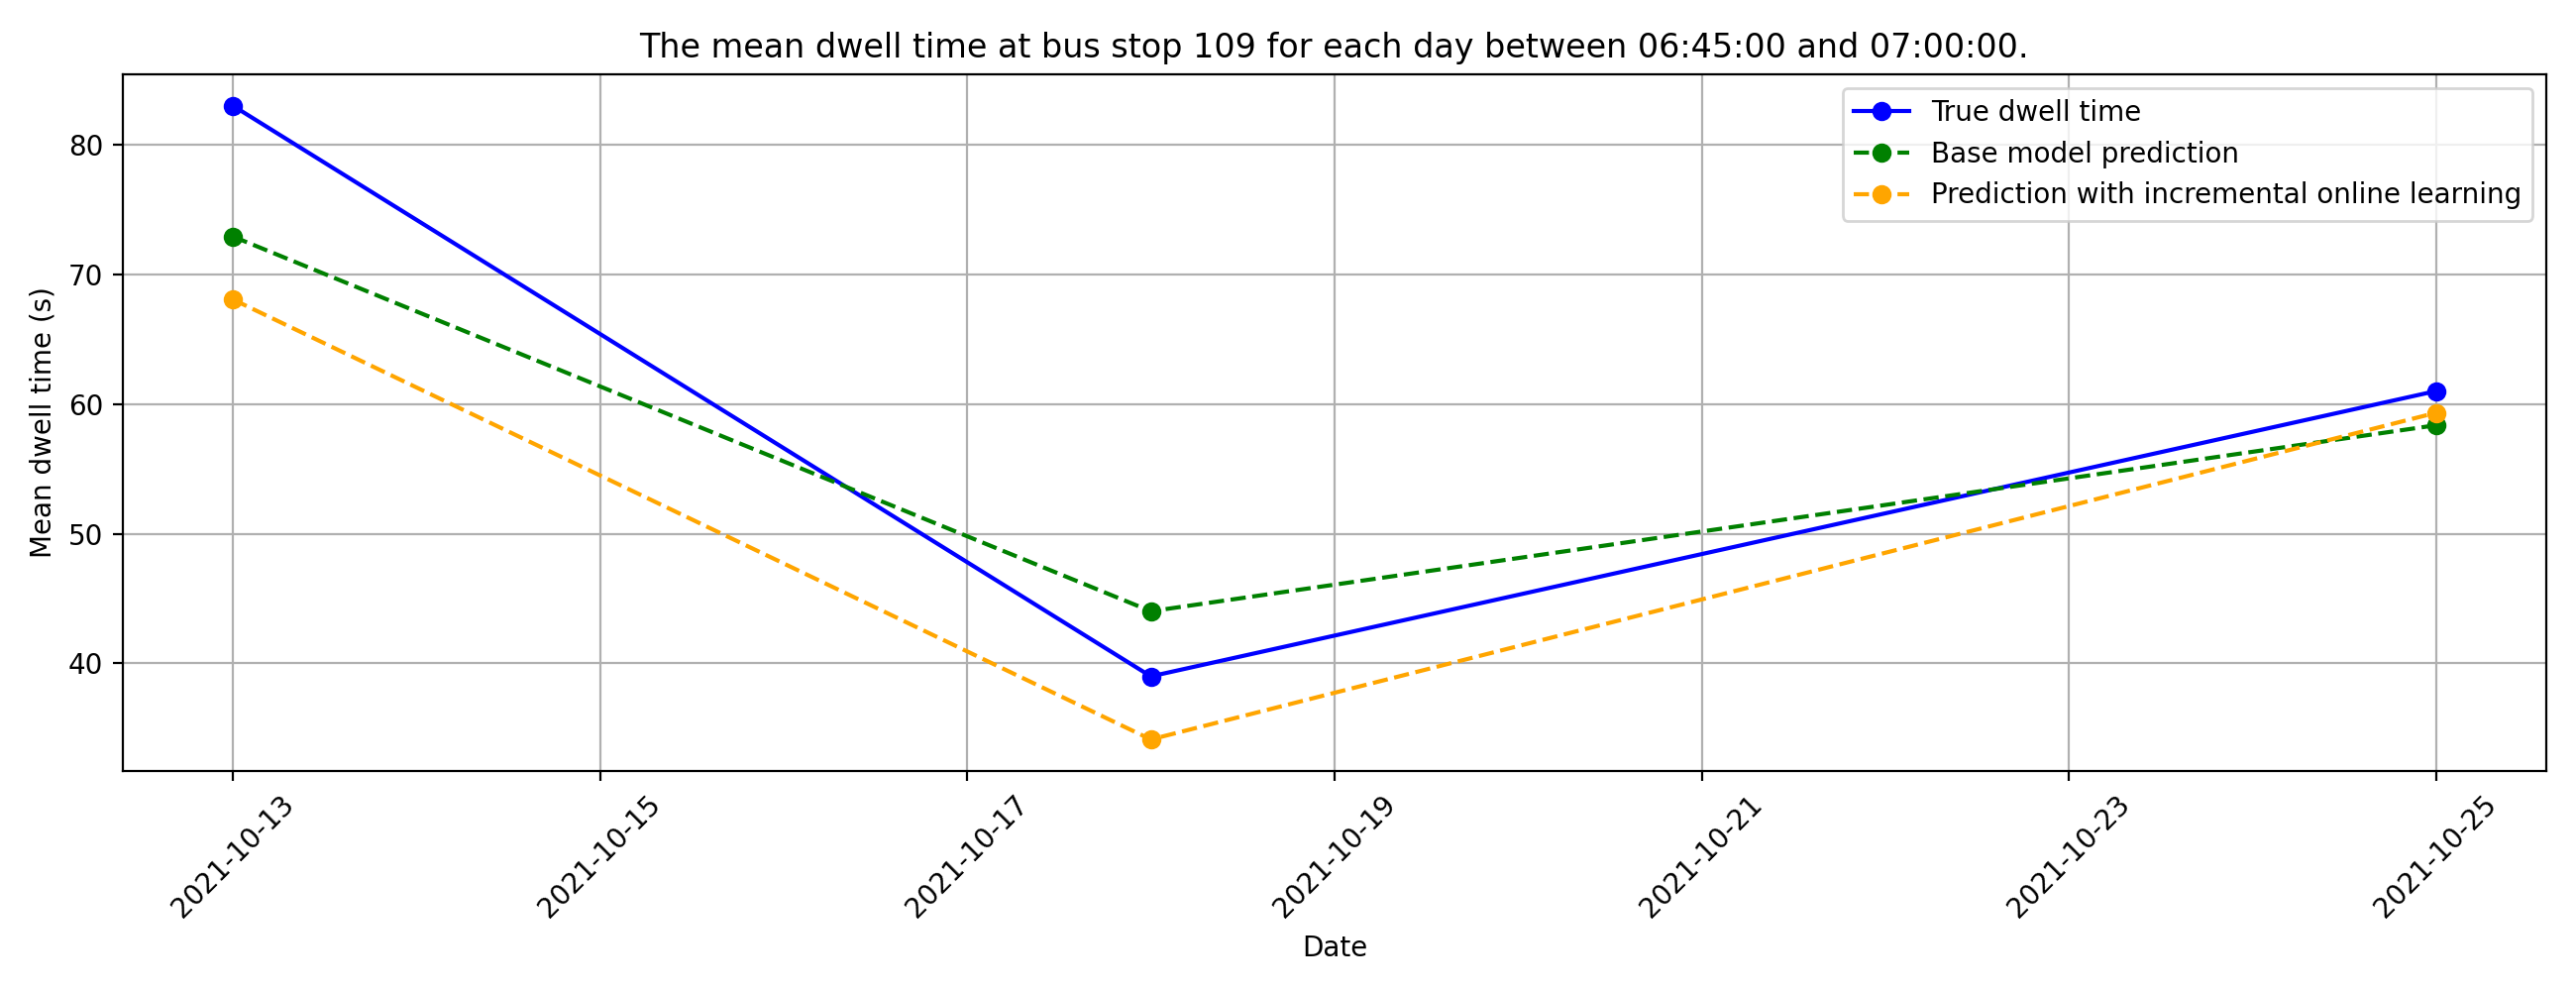 The mean dwell time at bus stop 109 for each day between 06:45:00 and 07:00:00.
True dwell time
Base model prediction
Prediction with incremental online learning
Mean dwell time (s)
80
70
60
50
40
2021-10-13
2021-10-15
2021-10-17
2021-10-19
2021-10-21
2021-10-23
2021-10-25
Date